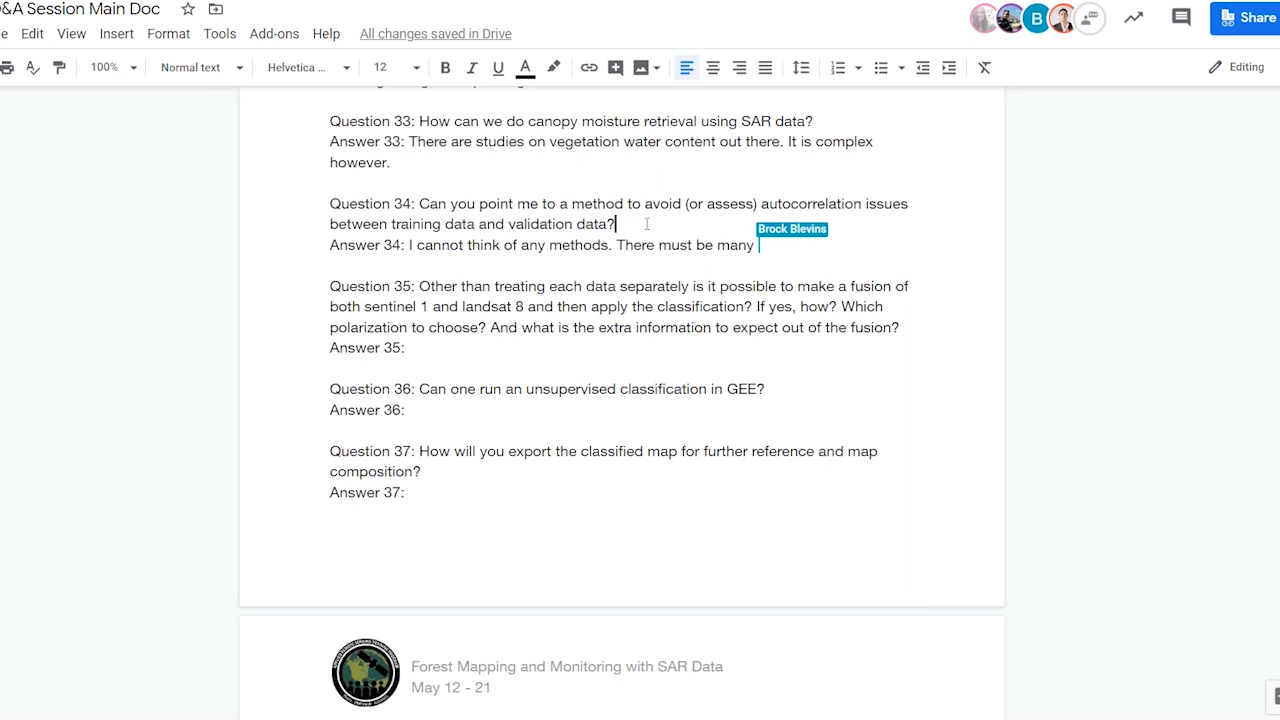 &A Session Main Doc
Edit View Insert Format Tools Add-ons Help All changes saved in Drive
B
Share
100% Normal text Helvetica ... 12 B I U A Editing
Question 33: How can we do canopy moisture retrieval using SAR data?
Answer 33: There are studies on vegetation water content out there. It is complex
however.
Question 34: Can you point me to a method to avoid (or assess) autocorrelation issues
between training data and validation data?
Brock Blevins
Answer 34: I cannot think of any methods. There must be many
Question 35: Other than treating each data separately is it possible to make a fusion of
both sentinel 1 and landsat 8 and then apply the classification? If yes, how? Which
polarization to choose? And what is the extra information to expect out of the fusion?
Answer 35:
Question 36: Can one run an unsupervised classification in GEE?
Answer 36:
Question 37: How will you export the classified map for further reference and map
composition?
Answer 37:
Forest Mapping and Monitoring with SAR Data
May 12 - 21